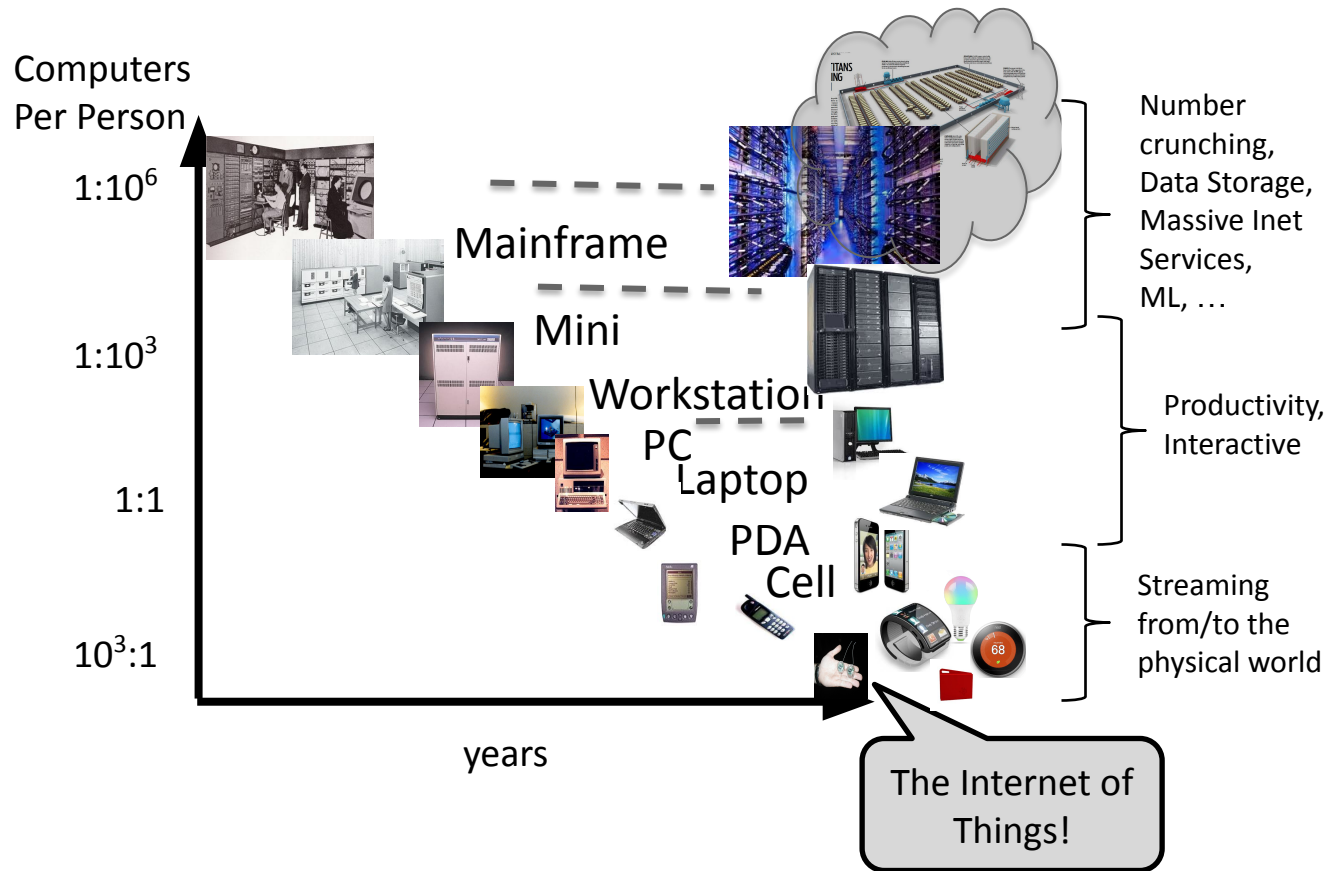 Computers
Per Person
1:10⁶
1:10³
1:1
10³:1
TITANS
ING
Mainframe
Mini
Workstation
PC
Laptop
PDA
Cell
68
years
The Internet of
Things!
Number
crunching,
Data Storage,
Massive Inet
Services,
ML, …
Productivity,
Interactive
Streaming
from/to the
physical world